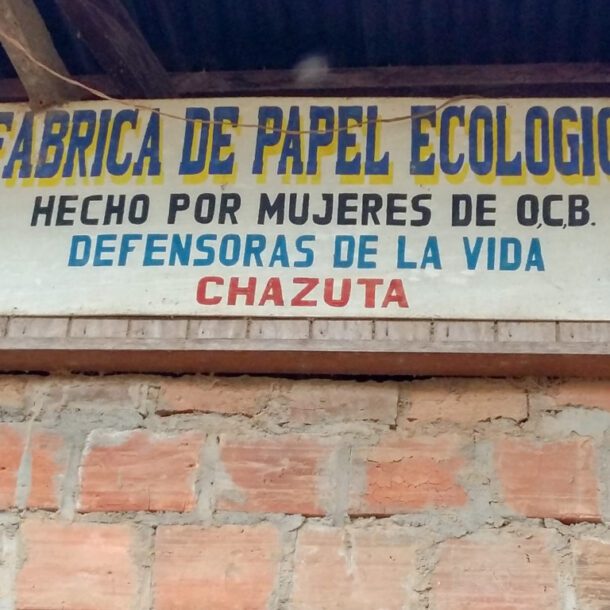 FABRICA DE PAPEL ECOLOGIC
HECHO POR MUJERES DE O,C,B.
DEFENSORAS DE LA VIDA
CHAZUTA